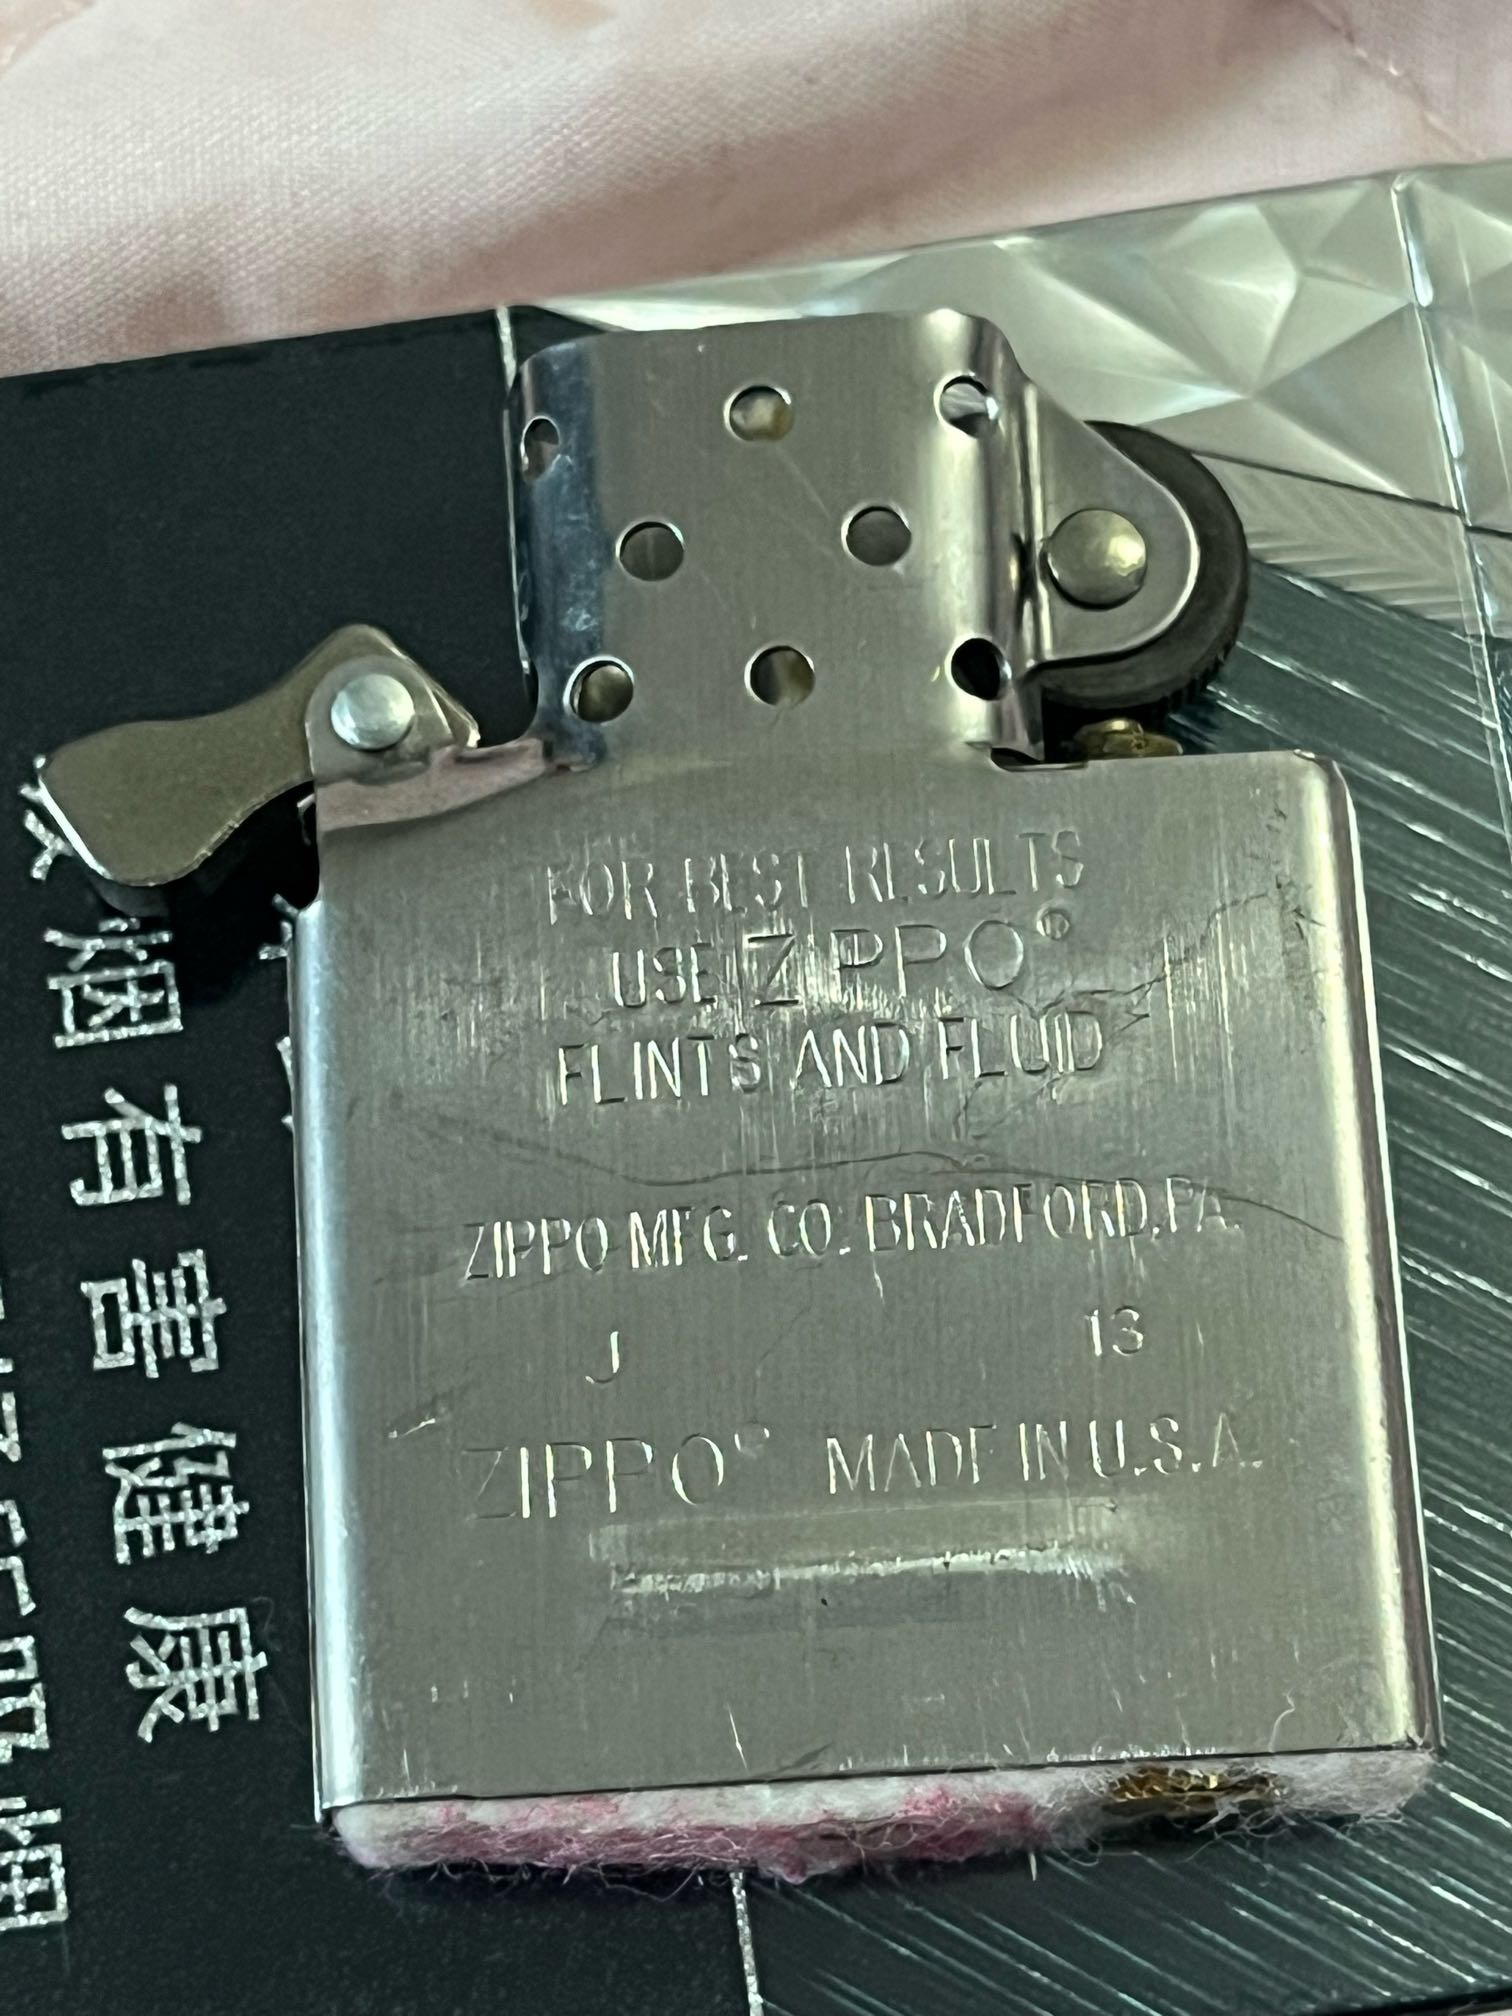 FOR BEST RESULTS
USE ZIPPO®
FLINTS AND FLUID
ZIPPO MFG. CO. BRADFORD, PA.
J 13
ZIPPO® MADE IN U.S.A.
烟有害健康